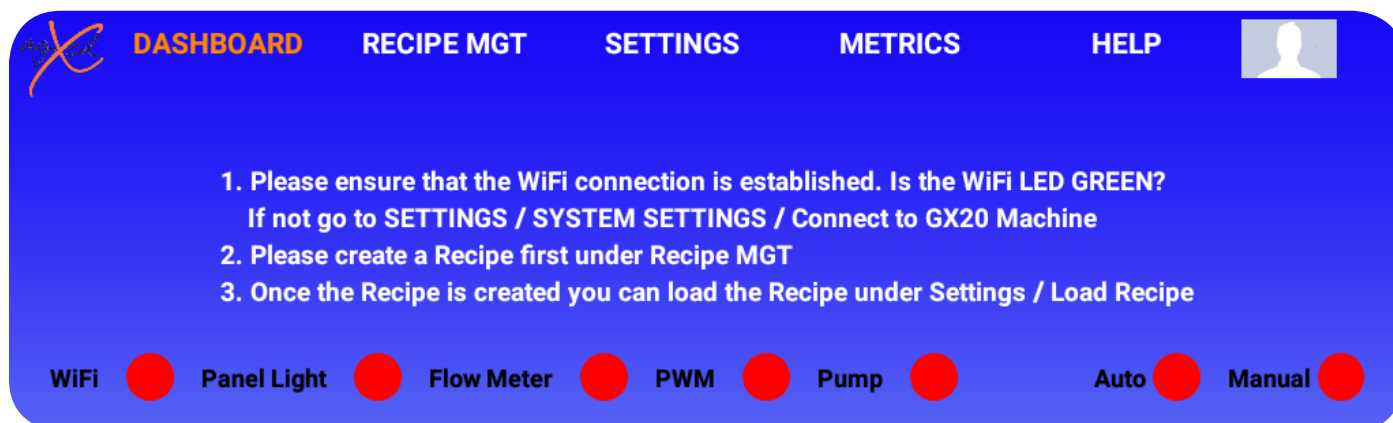 DASHBOARD RECIPE MGT SETTINGS METRICS HELP
1. Please ensure that the WiFi connection is established. Is the WiFi LED GREEN?
If not go to SETTINGS / SYSTEM SETTINGS / Connect to GX20 Machine
2. Please create a Recipe first under Recipe MGT
3. Once the Recipe is created you can load the Recipe under Settings / Load Recipe
WiFi Panel Light Flow Meter PWM Pump Auto Manual